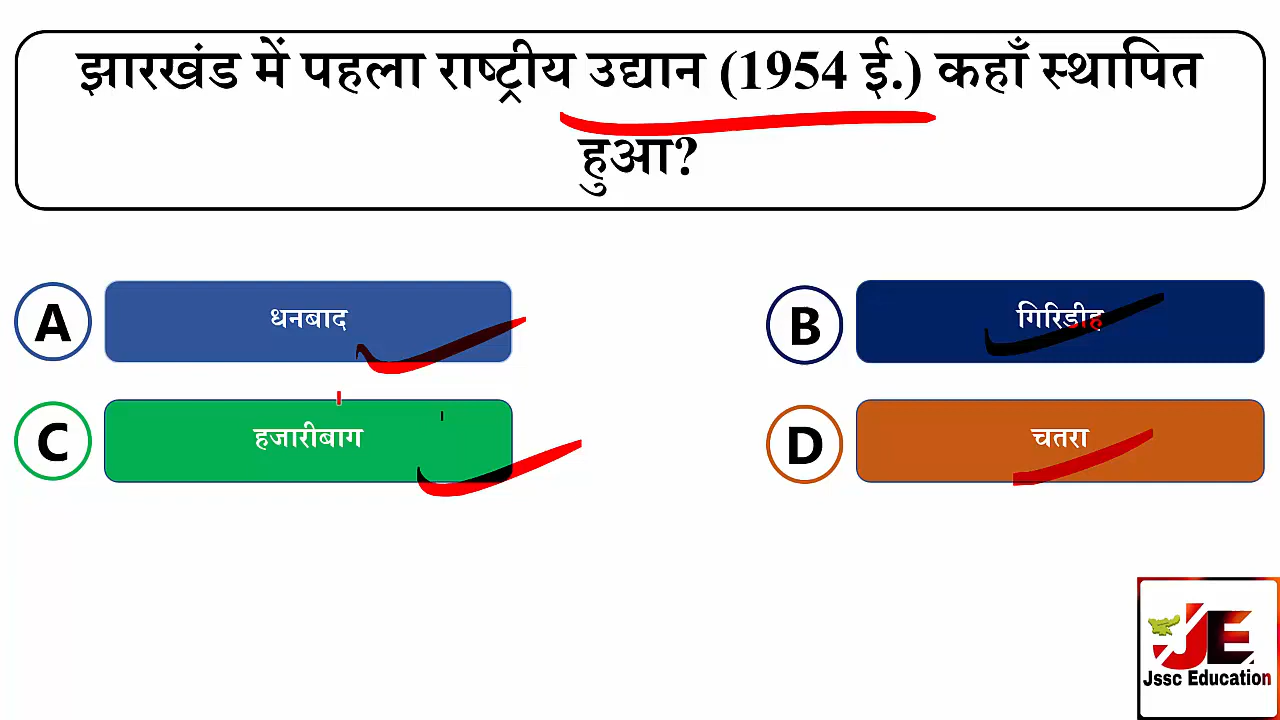 झारखंड में पहला राष्ट्रीय उद्यान (1954 ई.) कहाँ स्थापित
हुआ?
A धनबाद
B गिरिडीह
C हजारीबाग
D चतरा
JE
Jssc Education